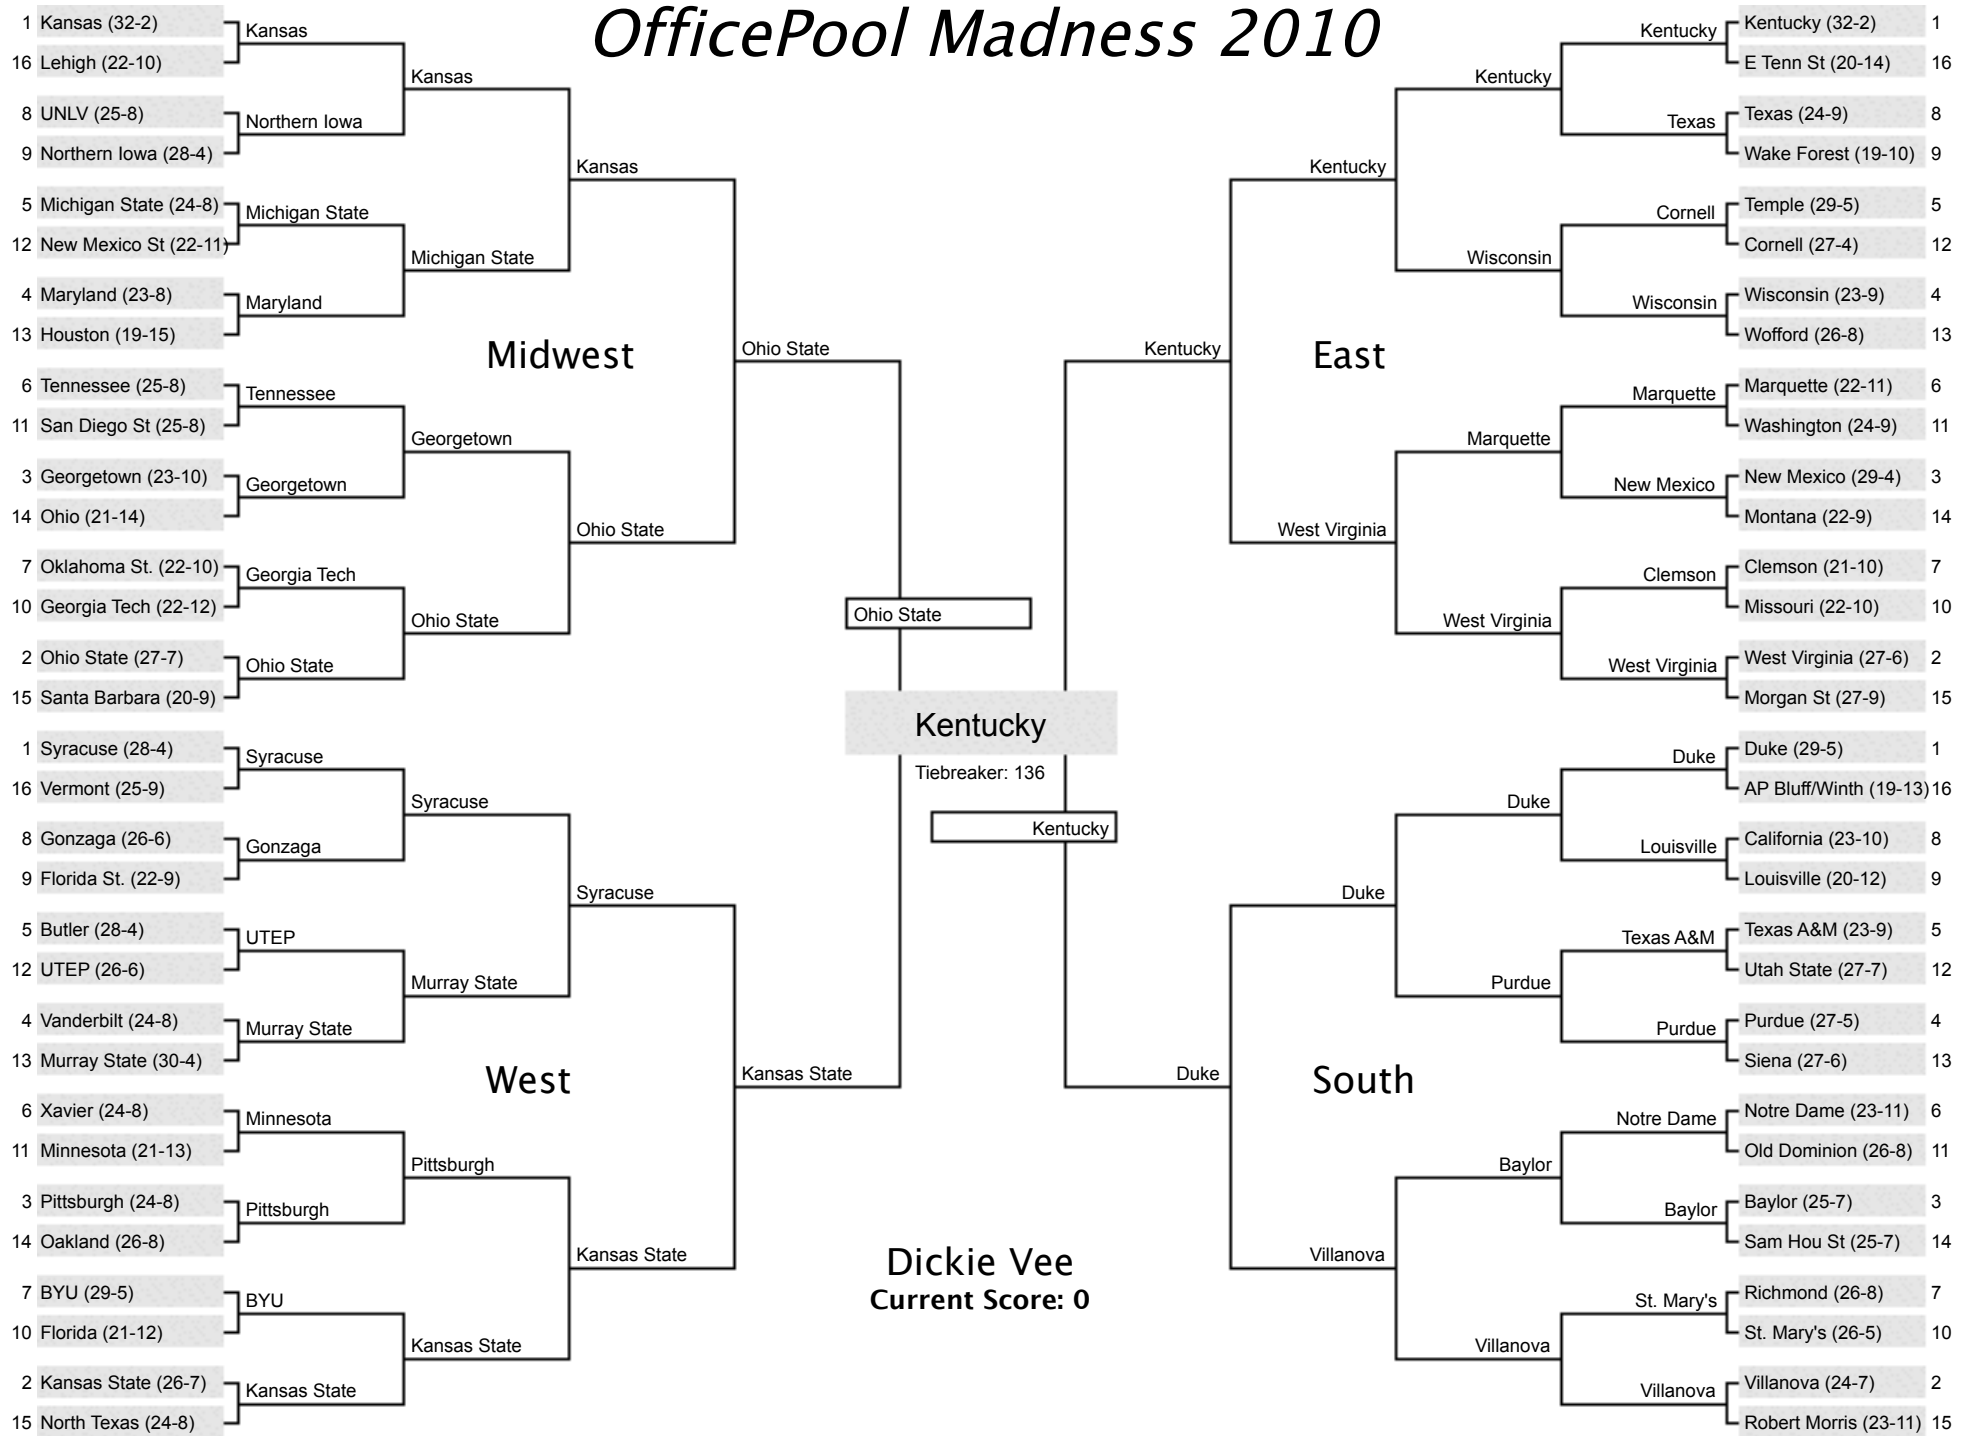 OfficePool Madness 2010
1 Kansas (32-2)
16 Lehigh (22-10)
8 UNLV (25-8)
9 Northern Iowa (28-4)
5 Michigan State (24-8)
12 New Mexico St (22-11)
4 Maryland (23-8)
13 Houston (19-15)
6 Tennessee (25-8)
11 San Diego St (25-8)
3 Georgetown (23-10)
14 Ohio (21-14)
7 Oklahoma St. (22-10)
10 Georgia Tech (22-12)
2 Ohio State (27-7)
15 Santa Barbara (20-9)
Kansas
Northern Iowa
Michigan State
Maryland
Tennessee
Georgetown
Georgia Tech
Ohio State
Kansas
Michigan State
Georgetown
Ohio State
Kansas
Ohio State
Midwest
Ohio State
1 Syracuse (28-4)
16 Vermont (25-9)
8 Gonzaga (26-6)
9 Florida St. (22-9)
5 Butler (28-4)
12 UTEP (26-6)
4 Vanderbilt (24-8)
13 Murray State (30-4)
6 Xavier (24-8)
11 Minnesota (21-13)
3 Pittsburgh (24-8)
14 Oakland (26-8)
7 BYU (29-5)
10 Florida (21-12)
2 Kansas State (26-7)
15 North Texas (24-8)
Syracuse
Gonzaga
UTEP
Murray State
Minnesota
Pittsburgh
BYU
Kansas State
Syracuse
Murray State
Pittsburgh
Kansas State
Syracuse
Kansas State
West
Kansas State
Ohio State
Kentucky
Tiebreaker: 136
Kentucky
Dickie Vee
Current Score: 0
Kentucky
East
Kentucky
West Virginia
Kentucky
Wisconsin
Marquette
West Virginia
Kentucky
Texas
Cornell
Wisconsin
Marquette
New Mexico
Clemson
West Virginia
Kentucky (32-2) 1
E Tenn St (20-14) 16
Texas (24-9) 8
Wake Forest (19-10) 9
Temple (29-5) 5
Cornell (27-4) 12
Wisconsin (23-9) 4
Wofford (26-8) 13
Marquette (22-11) 6
Washington (24-9) 11
New Mexico (29-4) 3
Montana (22-9) 14
Clemson (21-10) 7
Missouri (22-10) 10
West Virginia (27-6) 2
Morgan St (27-9) 15
Duke
South
Duke
Villanova
Duke
Purdue
Baylor
Villanova
Duke
Louisville
Texas A&M
Purdue
Notre Dame
Baylor
St. Mary's
Villanova
Duke (29-5) 1
AP Bluff/Winth (19-13) 16
California (23-10) 8
Louisville (20-12) 9
Texas A&M (23-9) 5
Utah State (27-7) 12
Purdue (27-5) 4
Siena (27-6) 13
Notre Dame (23-11) 6
Old Dominion (26-8) 11
Baylor (25-7) 3
Sam Hou St (25-7) 14
Richmond (26-8) 7
St. Mary's (26-5) 10
Villanova (24-7) 2
Robert Morris (23-11) 15